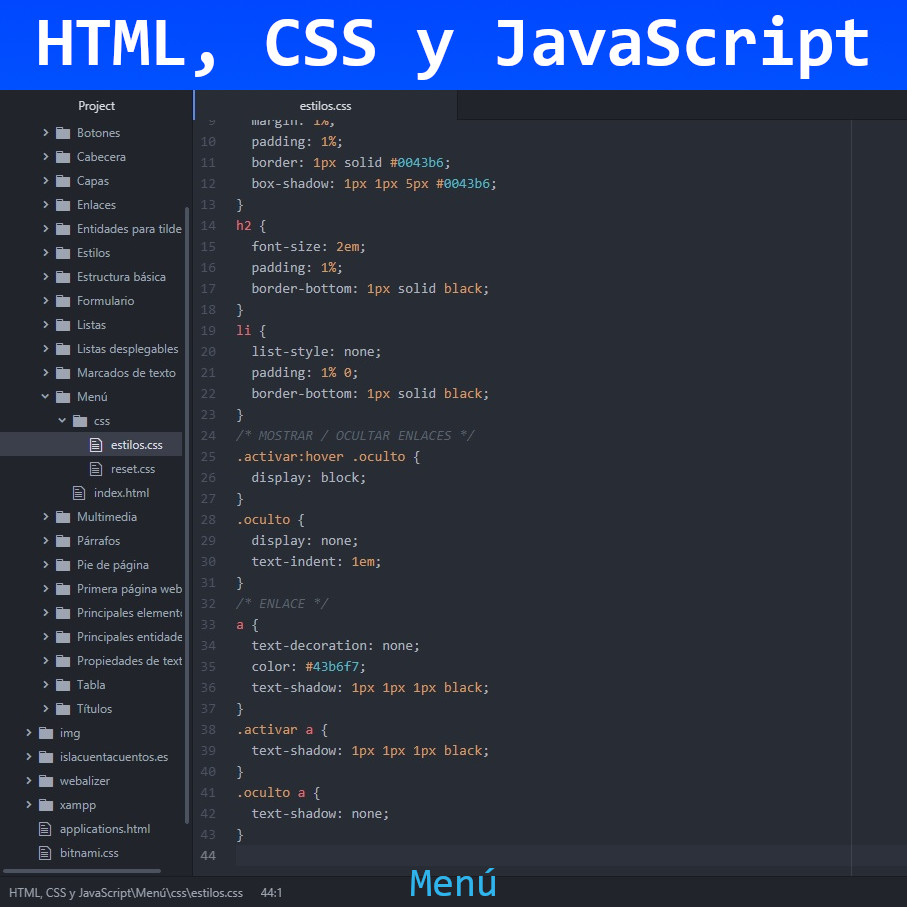 HTML, CSS y JavaScript
Project
Botones
Cabecera
Capas
Enlaces
Entidades para tilde
Estilos
Estructura básica
Formulario
Listas
Listas desplegables
Marcados de texto
Menú
css
estilos.css
reset.css
index.html
Multimedia
Párrafos
Pie de página
Primera página web
Principales elemento
Principales entidade
Propiedades de text
Tabla
Títulos
img
islacuentacuentos.es
webalizer
xampp
applications.html
bitnami.css
estilos.css
9 margin: 1%;
10 padding: 1%;
11 border: 1px solid #0043b6;
12 box-shadow: 1px 1px 5px #0043b6;
13 }
14 h2 {
15 font-size: 2em;
16 padding: 1%;
17 border-bottom: 1px solid black;
18 }
19 li {
20 list-style: none;
21 padding: 1% 0;
22 border-bottom: 1px solid black;
23 }
24 /* MOSTRAR / OCULTAR ENLACES */
25 .activar:hover .oculto {
26 display: block;
27 }
28 .oculto {
29 display: none;
30 text-indent: 1em;
31 }
32 /* ENLACE */
33 a {
34 text-decoration: none;
35 color: #43b6f7;
36 text-shadow: 1px 1px 1px black;
37 }
38 .activar a {
39 text-shadow: 1px 1px 1px black;
40 }
41 .oculto a {
42 text-shadow: none;
43 }
44
HTML, CSS y JavaScript\Menú\css\estilos.css 44:1
Menú